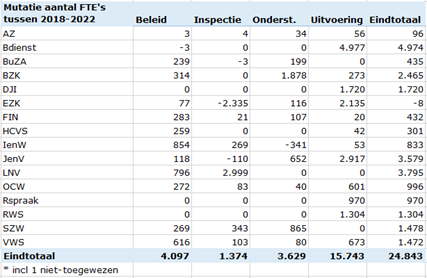 Mutatie aantal FTE's
tussen 2018-2022 Beleid Inspectie Onderst. Uitvoering Eindtotaal
AZ 3 4 34 56 96
Bdienst -3 0 0 4.977 4.974
BuZA 239 -3 199 0 435
BZK 314 0 1.878 273 2.465
DJI 0 0 0 1.720 1.720
EZK 77 -2.335 116 2.135 -8
FIN 283 21 107 20 432
HCVS 259 0 0 42 301
IenW 854 269 -341 53 833
JenV 118 -110 652 2.917 3.579
LNV 796 2.999 0 0 3.795
OCW 272 83 40 601 996
Rspraak 0 0 0 970 970
RWS 0 0 0 1.304 1.304
SZW 269 343 865 0 1.478
VWS 616 103 80 673 1.472
Eindtotaal 4.097 1.374 3.629 15.743 24.843
* incl 1 niet-toegewezen